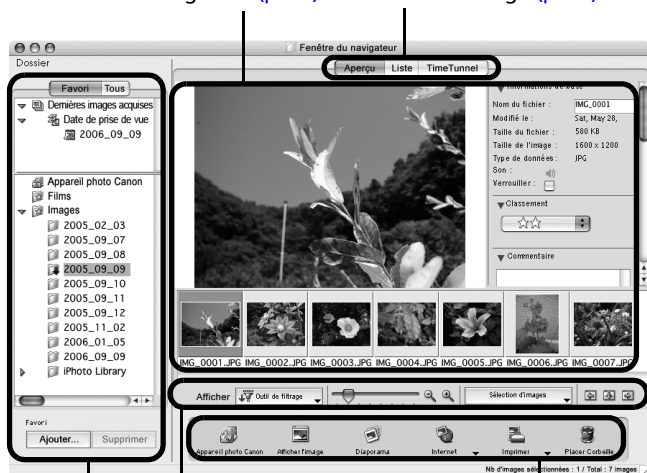 Fenêtre du navigateur
Dossier
Favori Tous
Dernières images acquises
Date de prise de vue
2006_09_09
Appareil photo Canon
Films
Images
2005_02_03
2005_09_07
2005_09_08
2005_09_09
2005_09_10
2005_09_11
2005_09_12
2005_11_02
2006_01_05
2006_09_09
iPhoto Library
Favori
Ajouter... Supprimer
Aperçu Liste TimeTunnel
Informations de base
Nom du fichier : IMG_0001
Modifié le : Sat, May 28,
Taille du fichier : 580 KB
Taille de l'image : 1600 x 1200
Type de données : JPG
Son :
Verrouiller :
Classement
Commentaire
IMG_0001.JPG IMG_0002.JPG IMG_0003.JPG IMG_0004.JPG IMG_0005.JPG IMG_0006.JPG IMG_0007.JPG
Afficher Outil de filtrage Sélection d'images
Appareil photo Canon Afficher l'image Diaporama Internet Imprimer Placer Corbeille
Nb d'images sélectionnées : 1 / Total : 7 images